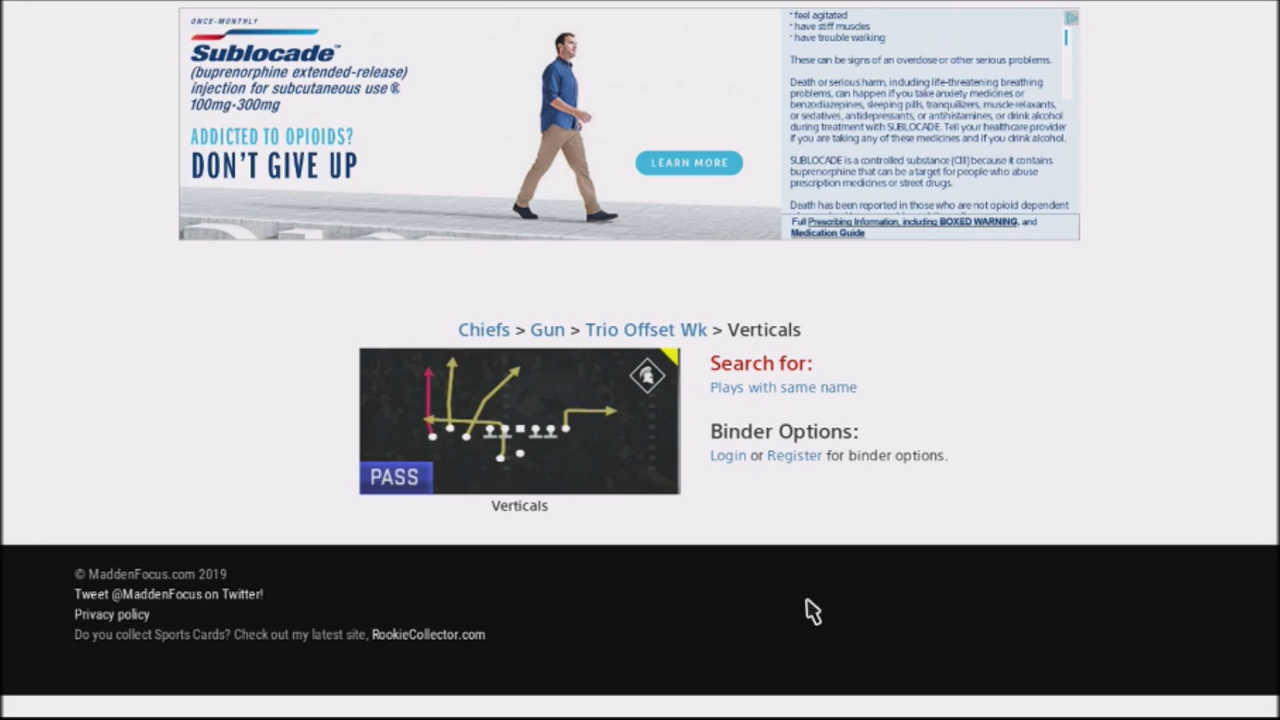 ONCE-MONTHLY
Sublocade™
(buprenorphine extended-release)
injection for subcutaneous use Ⓒ
100mg·300mg
ADDICTED TO OPIOIDS?
DON'T GIVE UP
LEARN MORE
· feel agitated
· have stiff muscles
· have trouble walking
These can be signs of an overdose or other serious problems.
Death or serious harm, including life-threatening breathing
problems, can happen if you take anxiety medicines or
benzodiazepines, sleeping pills, tranquilizers, muscle relaxants,
or sedatives, antidepressants, or antihistamines, or drink alcohol
during treatment with SUBLOCADE. Tell your healthcare provider
if you are taking any of these medicines and if you drink alcohol.
SUBLOCADE is a controlled substance (CIII) because it contains
buprenorphine that can be a target for people who abuse
prescription medicines or street drugs.
Death has been reported in those who are not opioid dependent
Full Prescribing Information, including BOXED WARNING, and
Medication Guide
Chiefs > Gun > Trio Offset Wk > Verticals
PASS
Verticals
Search for:
Plays with same name
Binder Options:
Login or Register for binder options.
© MaddenFocus.com 2019
Tweet @MaddenFocus on Twitter!
Privacy policy
Do you collect Sports Cards? Check out my latest site, RookieCollector.com